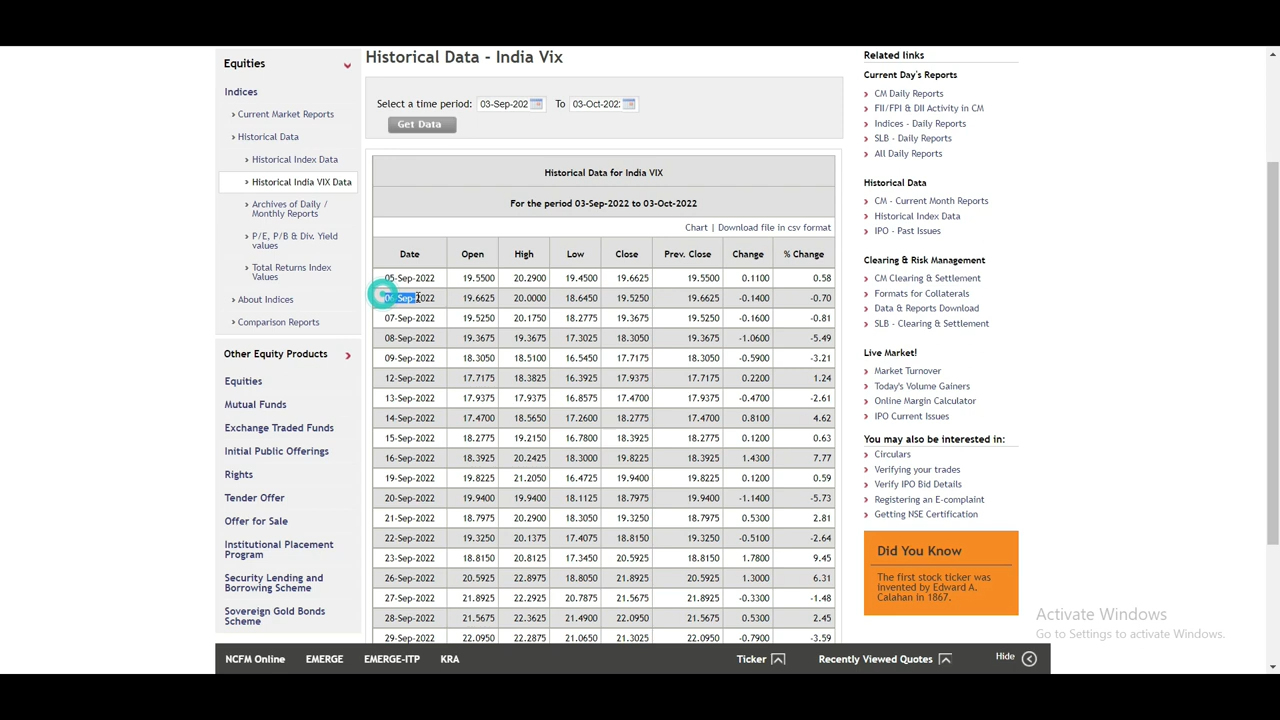 Equities
Indices
Current Market Reports
Historical Data
Historical Index Data
Historical India VIX Data
Archives of Daily /
Monthly Reports
P/E, P/B & Div. Yield
values
Total Returns Index
Values
About Indices
Comparison Reports
Other Equity Products
Equities
Mutual Funds
Exchange Traded Funds
Initial Public Offerings
Rights
Tender Offer
Offer for Sale
Institutional Placement
Program
Security Lending and
Borrowing Scheme
Sovereign Gold Bonds
Scheme
Historical Data - India Vix
Select a time period: 03-Sep-202 To 03-Oct-202
Get Data
Historical Data for India VIX
For the period 03-Sep-2022 to 03-Oct-2022
Chart | Download file in csv format
Date Open High Low Close Prev. Close Change % Change
05-Sep-2022 19.5500 20.2900 19.4500 19.6625 19.5500 0.1100 0.58
06-Sep-2022 19.6625 20.0000 18.6450 19.5250 19.6625 -0.1400 -0.70
07-Sep-2022 19.5250 20.1750 18.2775 19.3675 19.5250 -0.1600 -0.81
08-Sep-2022 19.3675 19.3675 17.3025 18.3050 19.3675 -1.0600 -5.49
09-Sep-2022 18.3050 18.5100 16.5450 17.7175 18.3050 -0.5900 -3.21
12-Sep-2022 17.7175 18.3825 16.3925 17.9375 17.7175 0.2200 1.24
13-Sep-2022 17.9375 17.9375 16.8575 17.4700 17.9375 -0.4700 -2.61
14-Sep-2022 17.4700 18.5650 17.2600 18.2775 17.4700 0.8100 4.62
15-Sep-2022 18.2775 19.2150 16.7800 18.3925 18.2775 0.1200 0.63
16-Sep-2022 18.3925 20.2425 18.3000 19.8225 18.3925 1.4300 7.77
19-Sep-2022 19.8225 21.2050 16.4725 19.9400 19.8225 0.1200 0.59
20-Sep-2022 19.9400 19.9400 18.1125 18.7975 19.9400 -1.1400 -5.73
21-Sep-2022 18.7975 20.2900 18.3050 19.3250 18.7975 0.5300 2.81
22-Sep-2022 19.3250 20.1375 17.4075 18.8150 19.3250 -0.5100 -2.64
23-Sep-2022 18.8150 20.8125 17.3450 20.5925 18.8150 1.7800 9.45
26-Sep-2022 20.5925 22.8975 18.8050 21.8925 20.5925 1.3000 6.31
27-Sep-2022 21.8925 22.2925 20.7875 21.5675 21.8925 -0.3300 -1.48
28-Sep-2022 21.5675 22.3625 21.4900 22.0950 21.5675 0.5300 2.45
29-Sep-2022 22.0950 22.2875 21.0650 21.3025 22.0950 -0.7900 -3.59
Related links
Current Day's Reports
CM Daily Reports
FII/FPI & DII Activity in CM
Indices - Daily Reports
SLB - Daily Reports
All Daily Reports
Historical Data
CM - Current Month Reports
Historical Index Data
IPO - Past Issues
Clearing & Risk Management
CM Clearing & Settlement
Formats for Collaterals
Data & Reports Download
SLB - Clearing & Settlement
Live Market!
Market Turnover
Today's Volume Gainers
Online Margin Calculator
IPO Current Issues
You may also be interested in:
Circulars
Verifying your trades
Verify IPO Bid Details
Registering an E-complaint
Getting NSE Certification
Did You Know
The first stock ticker was
invented by Edward A.
Calahan in 1867.
Activate Windows
Go to Settings to activate Windows.
NCFM Online EMERGE EMERGE-ITP KRA Ticker Recently Viewed Quotes Hide